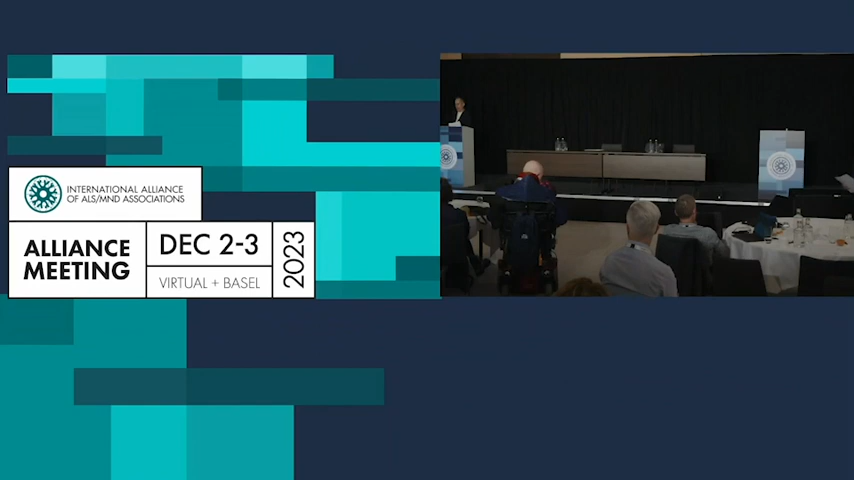 INTERNATIONAL ALLIANCE
OF ALS/MND ASSOCIATIONS
ALLIANCE
MEETING
DEC 2-3
VIRTUAL + BASEL
2023